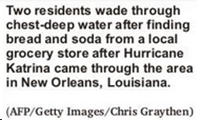 Two residents wade through
chest-deep water after finding
bread and soda from a local
grocery store after Hurricane
Katrina came through the area
in New Orleans, Louisiana.
(AFP/Getty Images/Chris Graythen)